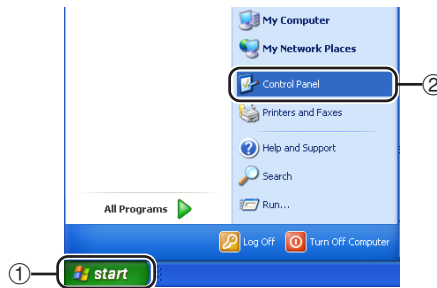 My Computer
My Network Places
Control Panel
②
Printers and Faxes
Help and Support
Search
All Programs
Run...
Log Off
Turn Off Computer
①
start